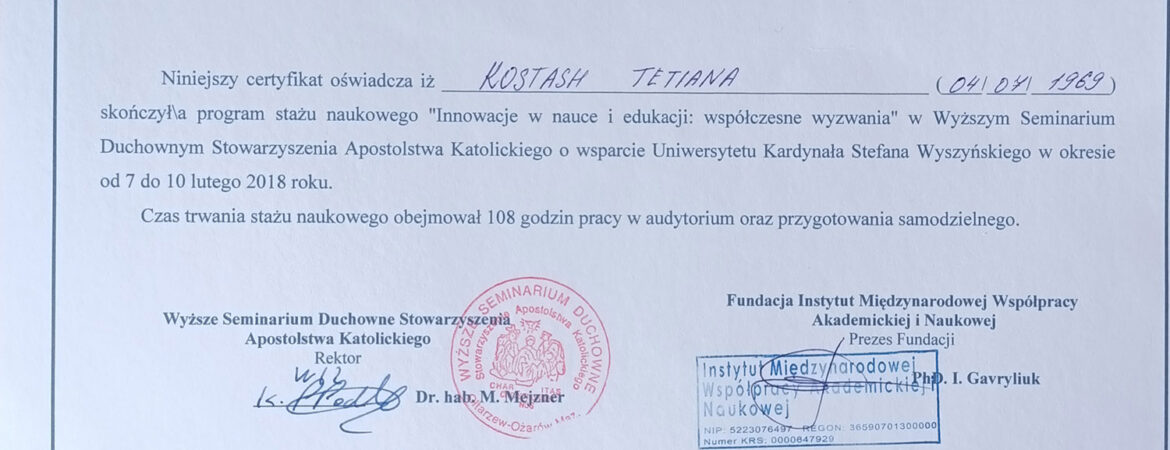 Niniejszy certyfikat oświadcza iż KOSTASH TETIANA (04|07|1969)
skończył\a program stażu naukowego "Innowacje w nauce i edukacji: współczesne wyzwania" w Wyższym Seminarium
Duchownym Stowarzyszenia Apostolstwa Katolickiego o wsparcie Uniwersytetu Kardynała Stefana Wyszyńskiego w okresie
od 7 do 10 lutego 2018 roku.
Czas trwania stażu naukowego obejmował 108 godzin pracy w audytorium oraz przygotowania samodzielnego.
Wyższe Seminarium Duchowne Stowarzyszenia
Apostolstwa Katolickiego
Rektor
Dr. hab. M. Mejzner
WYŻSZE SEMINARIUM DUCHOWNE
Stowarzyszenia Apostolstwa Katolickiego
Fundacja Instytut Międzynarodowej Współpracy
Akademickiej i Naukowej
Prezes Fundacji
PhD. I. Gavryliuk
Instytut Międzynarodowej
Współpracy Akademickiej i
Naukowej
NIP: 5223076497 REGON: 36590701300000
Numer KRS: 0000647929